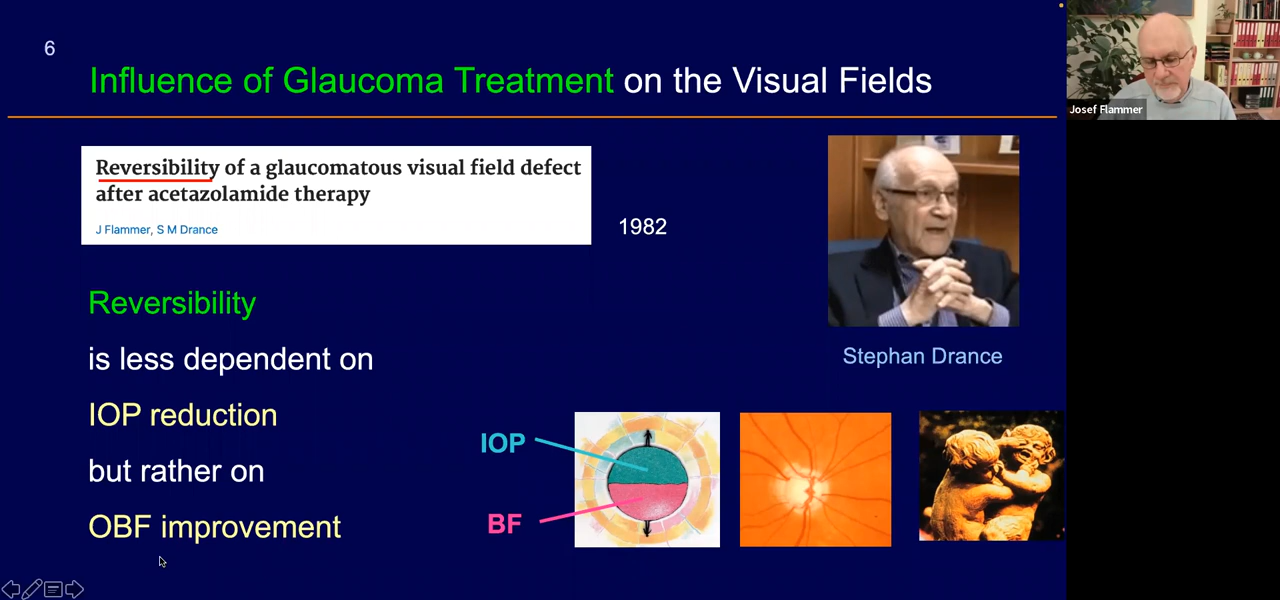 6
Influence of Glaucoma Treatment on the Visual Fields
Reversibility of a glaucomatous visual field defect
after acetazolamide therapy
J Flammer, S M Drance
1982
Reversibility
is less dependent on
IOP reduction
but rather on
OBF improvement
Stephan Drance
IOP
BF
Josef Flammer